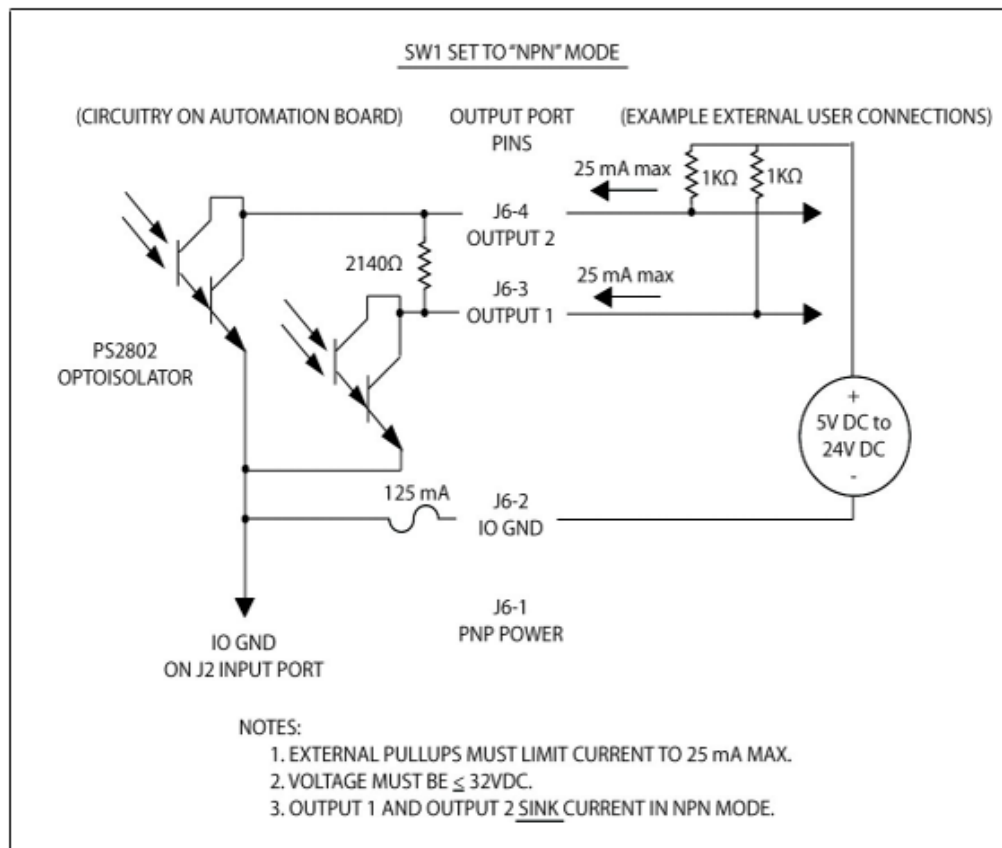 SW1 SET TO "NPN" MODE
(CIRCUITRY ON AUTOMATION BOARD)
OUTPUT PORT
PINS
(EXAMPLE EXTERNAL USER CONNECTIONS)
25 mA max
1KΩ
1KΩ
J6-4
OUTPUT 2
2140Ω
25 mA max
J6-3
OUTPUT 1
PS2802
OPTOISOLATOR
+
5V DC to
24V DC
-
125 mA
J6-2
IO GND
J6-1
PNP POWER
IO GND
ON J2 INPUT PORT
NOTES:
1. EXTERNAL PULLUPS MUST LIMIT CURRENT TO 25 mA MAX.
2. VOLTAGE MUST BE ≤ 32VDC.
3. OUTPUT 1 AND OUTPUT 2 SINK CURRENT IN NPN MODE.